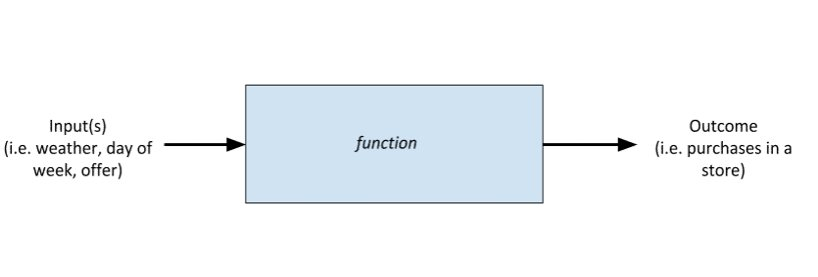 Input(s)
(i.e. weather, day of
week, offer)
function
Outcome
(i.e. purchases in a
store)